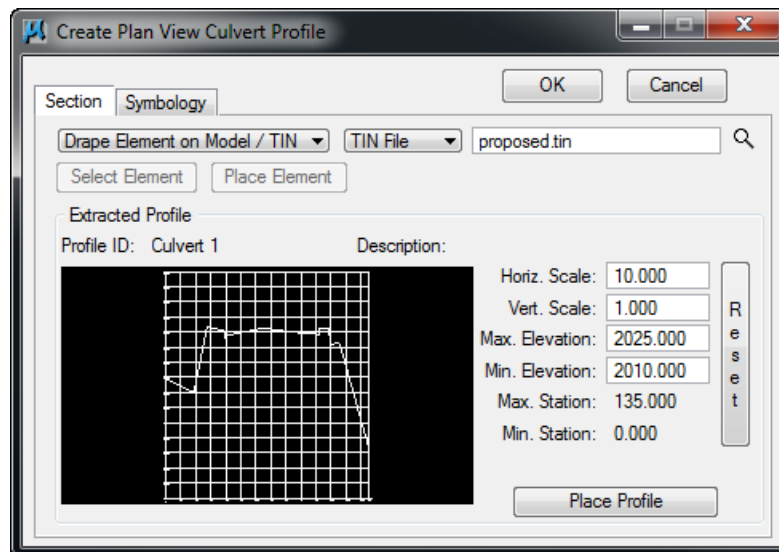 Create Plan View Culvert Profile
OK Cancel
Section Symbology
Drape Element on Model / TIN TIN File proposed.tin
Select Element Place Element
Extracted Profile
Profile ID: Culvert 1 Description:
Horiz. Scale: 10.000
Vert. Scale: 1.000
Max. Elevation: 2025.000
Min. Elevation: 2010.000
Max. Station: 135.000
Min. Station: 0.000
Reset
Place Profile